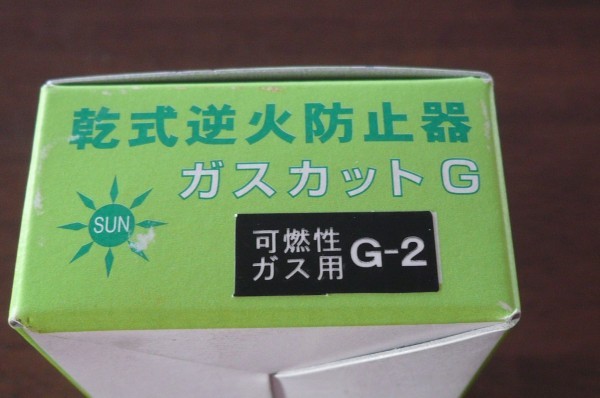 乾式逆火防止器
ガスカットG
SUN
可燃性
ガス用 G-2